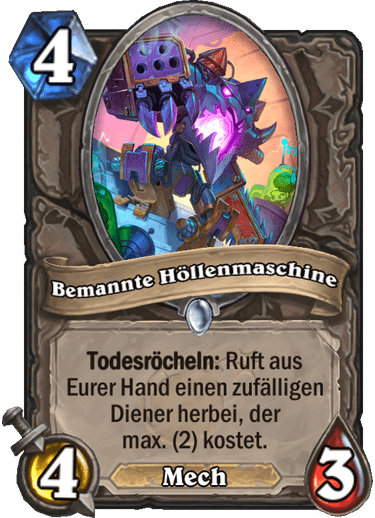 4
Bemannte Höllenmaschine
Todesröcheln: Ruft aus
Eurer Hand einen zufälligen
Diener herbei, der
max. (2) kostet.
4
Mech
3